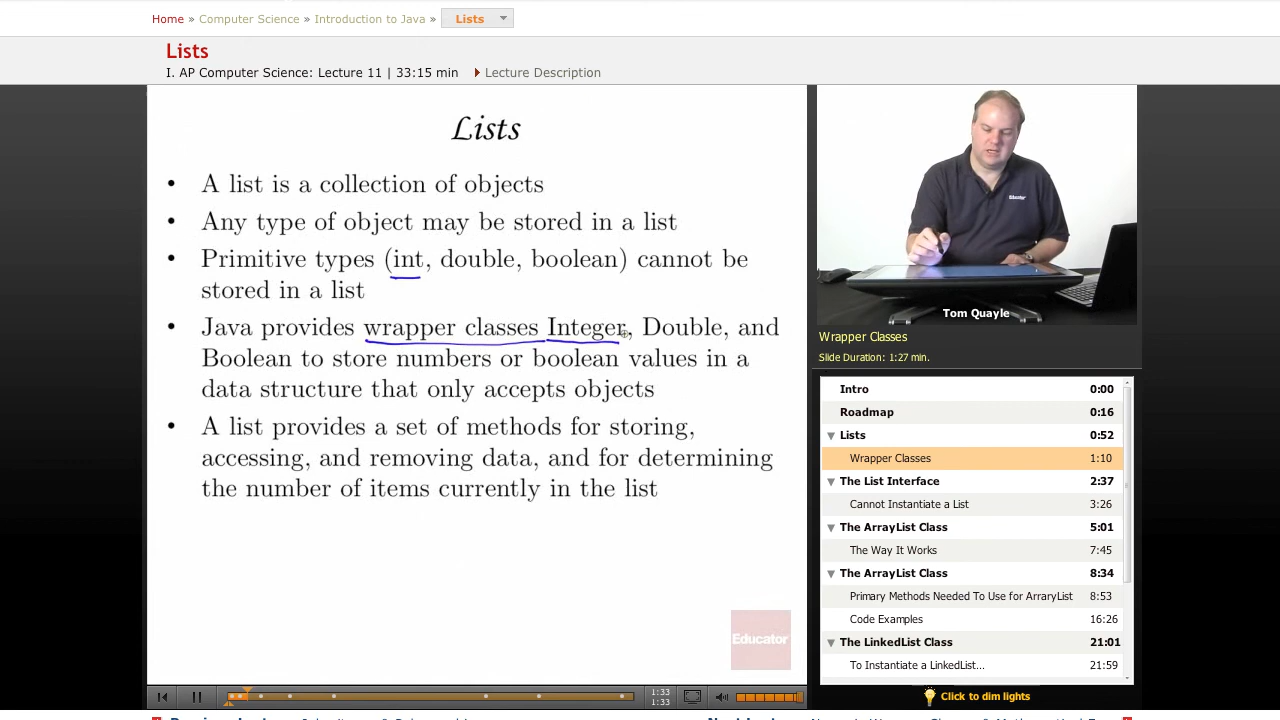 Home » Computer Science » Introduction to Java » Lists
Lists
I. AP Computer Science: Lecture 11 | 33:15 min Lecture Description
Lists
• A list is a collection of objects
• Any type of object may be stored in a list
• Primitive types (int, double, boolean) cannot be
stored in a list
• Java provides wrapper classes Integer, Double, and
Boolean to store numbers or boolean values in a
data structure that only accepts objects
• A list provides a set of methods for storing,
accessing, and removing data, and for determining
the number of items currently in the list
Educator
1:33
1:33
Tom Quayle
Wrapper Classes
Slide Duration: 1:27 min.
Intro 0:00
Roadmap 0:16
Lists 0:52
Wrapper Classes 1:10
The List Interface 2:37
Cannot Instantiate a List 3:26
The ArrayList Class 5:01
The Way It Works 7:45
The ArrayList Class 8:34
Primary Methods Needed To Use for ArraryList 8:53
Code Examples 16:26
The LinkedList Class 21:01
To Instantiate a LinkedList... 21:59
Click to dim lights